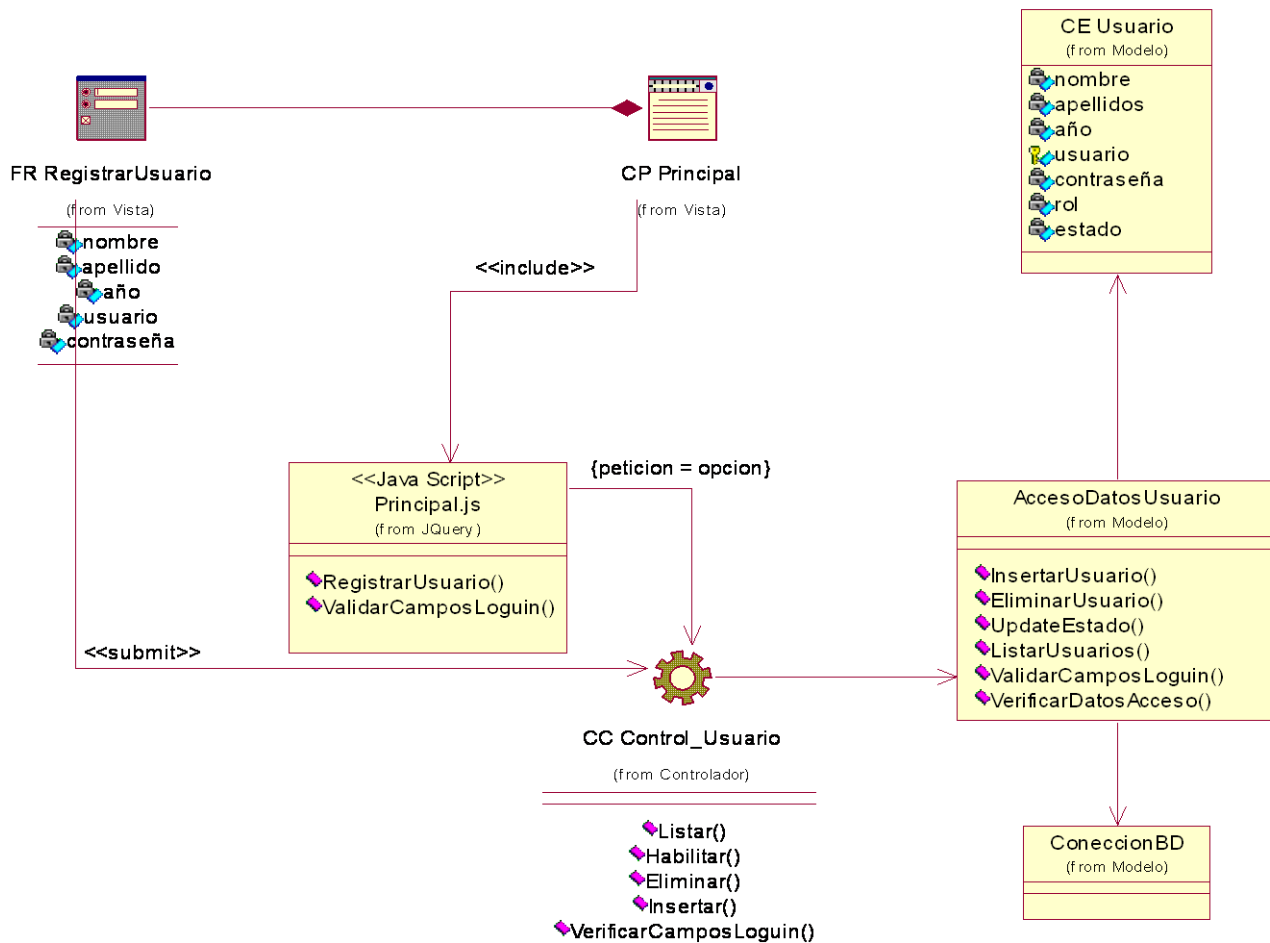 FR RegistrarUsuario
(from Vista)
nombre
apellido
año
usuario
contraseña
CP Principal
(from Vista)
<<include>>
CE Usuario
(from Modelo)
nombre
apellidos
año
usuario
contraseña
rol
estado
<<Java Script>>
Principal.js
(from JQuery)
RegistrarUsuario()
ValidarCamposLoguin()
{peticion = opcion}
<<submit>>
CC Control_Usuario
(from Controlador)
Listar()
Habilitar()
Eliminar()
Insertar()
VerificarCamposLoguin()
AccesoDatosUsuario
(from Modelo)
InsertarUsuario()
EliminarUsuario()
UpdateEstado()
ListarUsuarios()
ValidarCamposLoguin()
VerificarDatosAcceso()
ConeccionBD
(from Modelo)